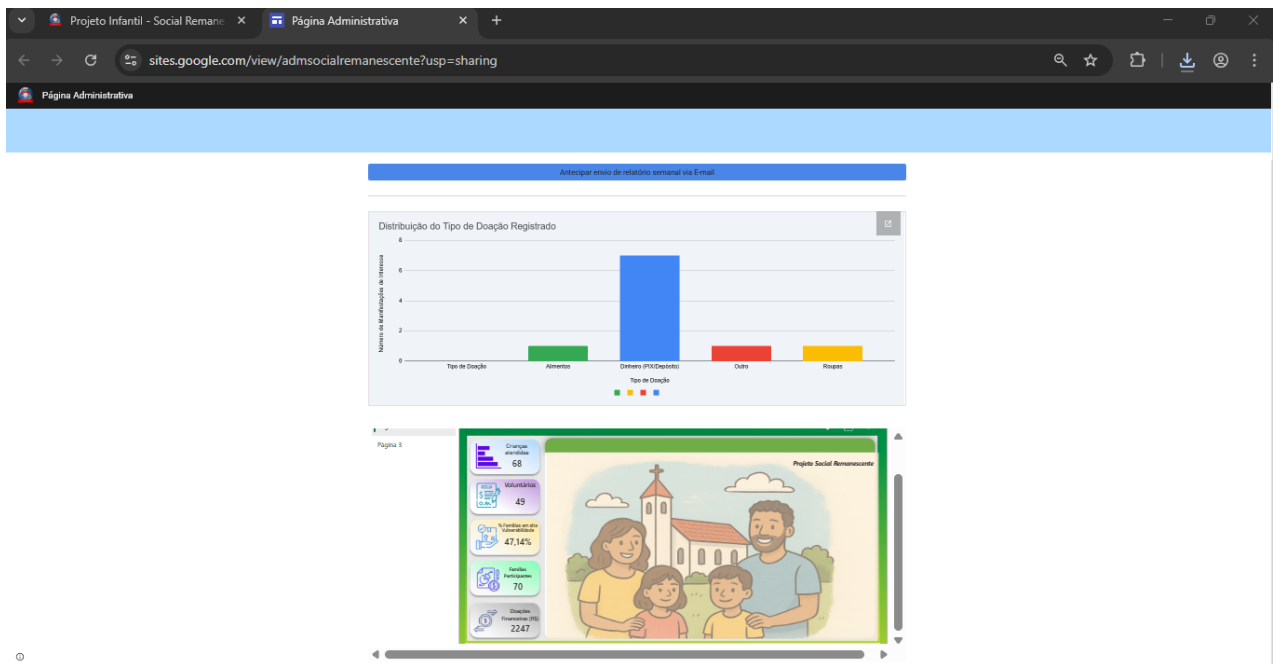 Projeto Infantil - Social Remane
Página Administrativa
sites.google.com/view/admsocialremanescente?usp=sharing
Página Administrativa
Antecipar envio de relatório semanal via E-mail
Distribuição do Tipo de Doação Registrado
Número de Manifestações de Interesse
8
6
4
2
0
Tipo de Doação
Alimentos
Dinheiro (PIX/Depósito)
Outro
Roupas
Tipo de Doação
Página 3
Crianças
atendidas
68
Voluntários
49
% Famílias em alta
Vulnerabilidade
47,14%
Famílias
Participantes
70
Doações
Financeiras (R$)
2247
Projeto Social Remanescente